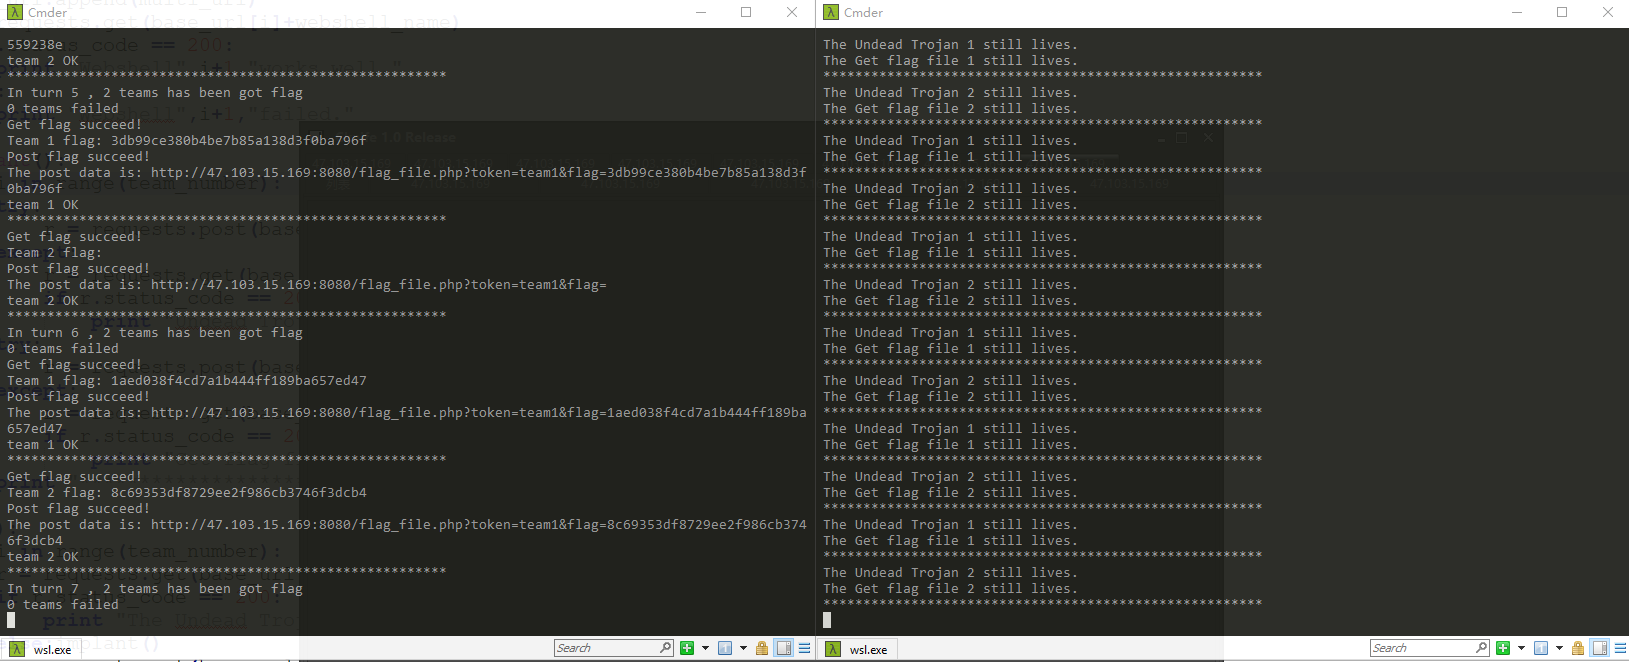 Cmder
559238e
team 2 OK
*******************************************************
In turn 5 , 2 teams has been got flag
0 teams failed
Get flag succeed!
Team 1 flag: 3db99ce380b4be7b85a138d3f0ba796f
Post flag succeed!
The post data is: http://47.103.15.169:8080/flag_file.php?token=team1&flag=3db99ce380b4be7b85a138d3f
0ba796f
team 1 OK
*******************************************************
Get flag succeed!
Team 2 flag:
Post flag succeed!
The post data is: http://47.103.15.169:8080/flag_file.php?token=team1&flag=
team 2 OK
*******************************************************
In turn 6 , 2 teams has been got flag
0 teams failed
Get flag succeed!
Team 1 flag: 1aed038f4cd7a1b444ff189ba657ed47
Post flag succeed!
The post data is: http://47.103.15.169:8080/flag_file.php?token=team1&flag=1aed038f4cd7a1b444ff189ba
657ed47
team 1 OK
*******************************************************
Get flag succeed!
Team 2 flag: 8c69353df8729ee2f986cb3746f3dcb4
Post flag succeed!
The post data is: http://47.103.15.169:8080/flag_file.php?token=team1&flag=8c69353df8729ee2f986cb374
6f3dcb4
team 2 OK
*******************************************************
In turn 7 , 2 teams has been got flag
0 teams failed
wsl.exe
Search
Cmder
The Undead Trojan 1 still lives.
The Get flag file 1 still lives.
*******************************************************
The Undead Trojan 2 still lives.
The Get flag file 2 still lives.
*******************************************************
The Undead Trojan 1 still lives.
The Get flag file 1 still lives.
*******************************************************
The Undead Trojan 2 still lives.
The Get flag file 2 still lives.
*******************************************************
The Undead Trojan 1 still lives.
The Get flag file 1 still lives.
*******************************************************
The Undead Trojan 2 still lives.
The Get flag file 2 still lives.
*******************************************************
The Undead Trojan 1 still lives.
The Get flag file 1 still lives.
*******************************************************
The Undead Trojan 2 still lives.
The Get flag file 2 still lives.
*******************************************************
The Undead Trojan 1 still lives.
The Get flag file 1 still lives.
*******************************************************
The Undead Trojan 2 still lives.
The Get flag file 2 still lives.
*******************************************************
The Undead Trojan 1 still lives.
The Get flag file 1 still lives.
*******************************************************
The Undead Trojan 2 still lives.
The Get flag file 2 still lives.
*******************************************************
wsl.exe
Search